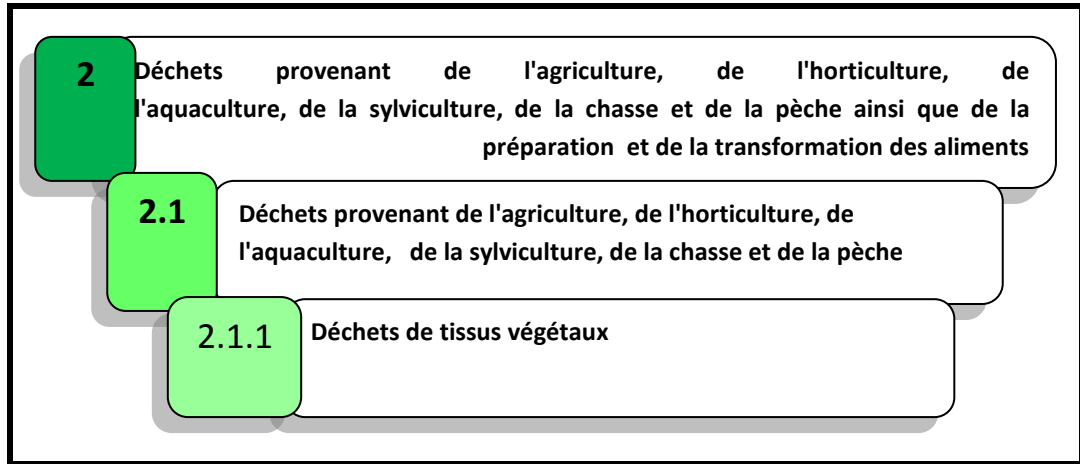 2
Déchets provenant de l'agriculture, de l'horticulture, de
l'aquaculture, de la sylviculture, de la chasse et de la pèche ainsi que de la
préparation et de la transformation des aliments
2.1
Déchets provenant de l'agriculture, de l'horticulture, de
l'aquaculture, de la sylviculture, de la chasse et de la pèche
2.1.1
Déchets de tissus végétaux